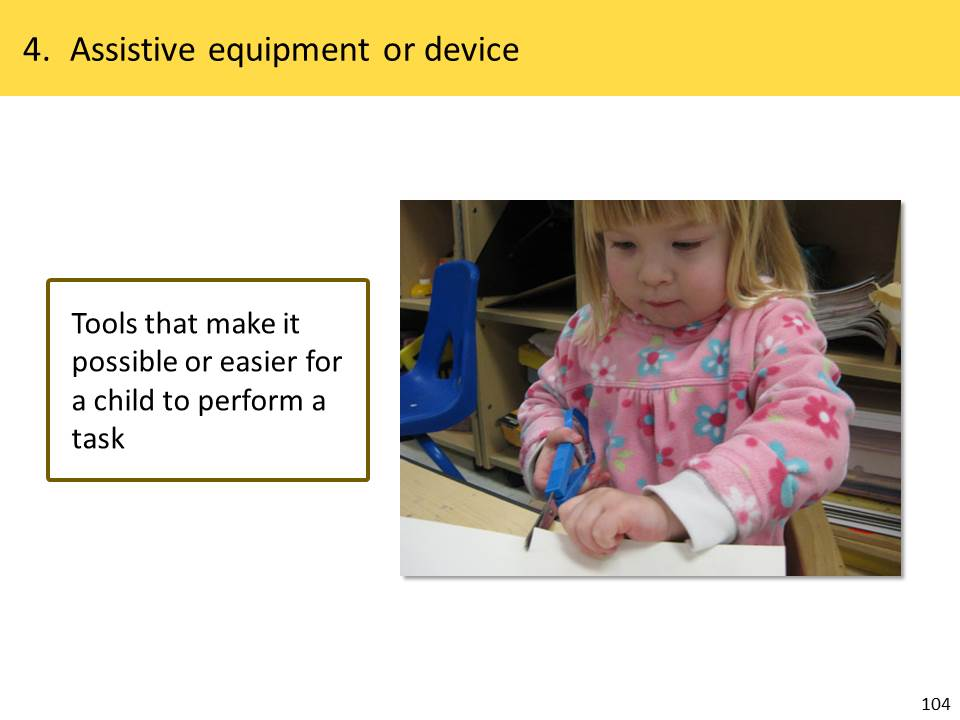 4. Assistive equipment or device
Tools that make it
possible or easier for
a child to perform a
task
104